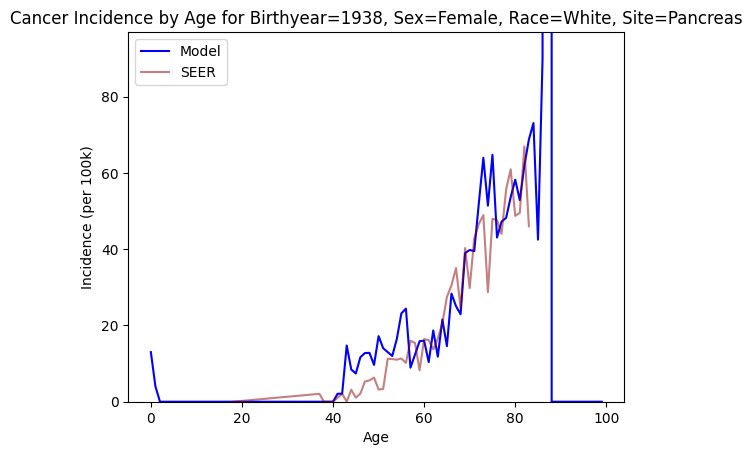 Cancer Incidence by Age for Birthyear=1938, Sex=Female, Race=White, Site=Pancreas
Model
SEER
80
60
40
20
0
Incidence (per 100k)
0 20 40 60 80 100
Age